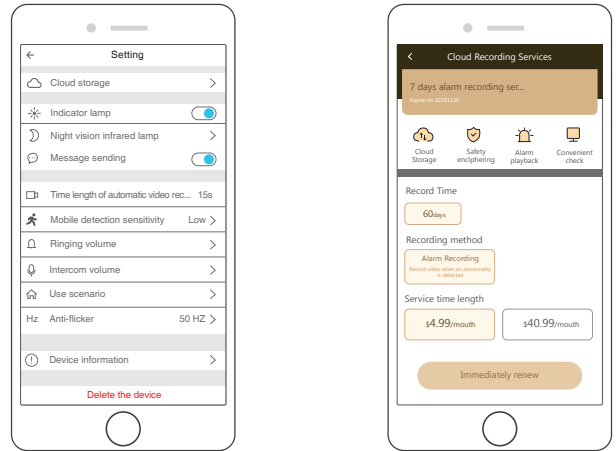 Setting
Cloud storage
Indicator lamp
Night vision infrared lamp
Message sending
Time length of automatic video rec... 15s
Mobile detection sensitivity Low
Ringing volume
Intercom volume
Use scenario
Hz Anti-flicker 50 HZ
Device information
Delete the device
Cloud Recording Services
7 days alarm recording ser...
Expire on 20181130
Cloud Storage
Safety enclphering
Alarm playback
Convenient check
Record Time
60days
Recording method
Alarm Recording
Record video when an abnormality
is detected
Service time length
$4.99/mouth $40.99/mouth
Immediately renew